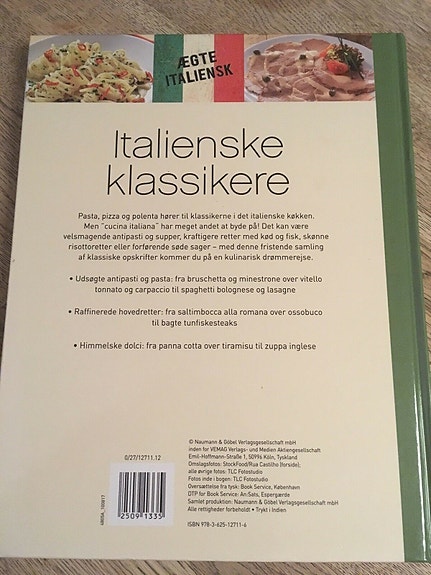 ÆGTE
ITALIENSK
Italienske
klassikere
Pasta, pizza og polenta hører til klassikerne i det italienske køkken.
Men "cucina italiana" har meget andet at byde på! Det kan være
velsmagende antipasti og supper, kraftigere retter med kød og fisk, skønne
risottoretter eller forførende søde sager – med denne fristende samling
af klassiske opskrifter kommer du på en kulinarisk drømmerejse.
• Udsøgte antipasti og pasta: fra bruschetta og minestrone over vitello
tonnato og carpaccio til spaghetti bolognese og lasagne
• Raffinerede hovedretter: fra saltimbocca alla romana over ossobuco
til bagte tunfiskesteaks
• Himmelske dolci: fra panna cotta over tiramisu til zuppa inglese
© Naumann & Göbel Verlagsgesellschaft mbH
inden for VEMAG Verlags- und Medien Aktiengesellschaft
Emil-Hoffmann-Straße 1, 50996 Köln, Tyskland
Omslagsfotos: StockFood/Rua Castilho (forside);
alle øvrige fotos: TLC Fotostudio
Fotos inde i bogen: TLC Fotostudio
Oversættelse fra tysk: Book Service, København
DTP for Book Service: An:Sats, Espergærde
Samlet produktion: Naumann & Göbel Verlagsgesellschaft mbH
Alle rettigheder forbeholdt • Trykt i Indien
ISBN 978-3-625-12711-6
0/27/12711.12
2509 1335